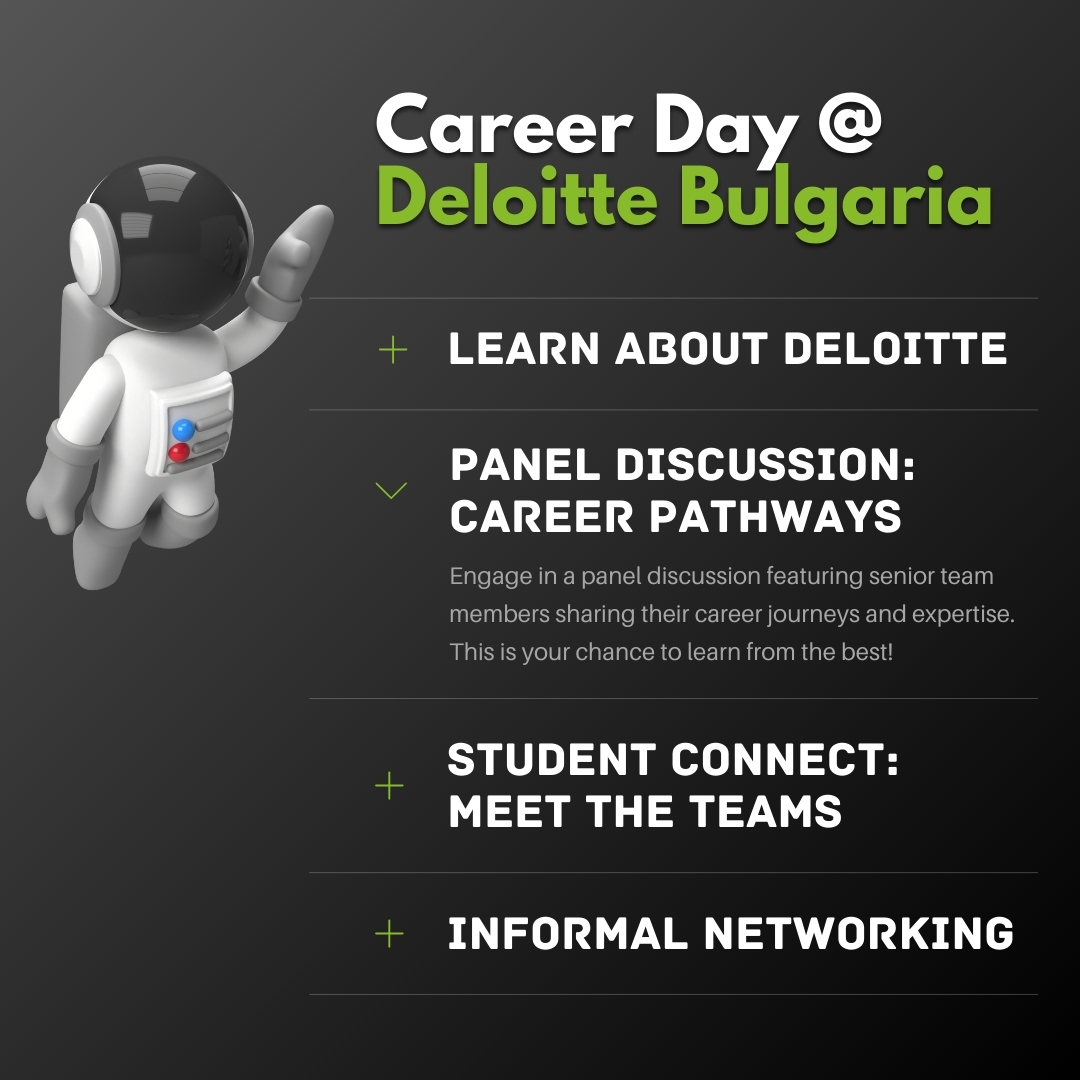 Career Day @
Deloitte Bulgaria
LEARN ABOUT DELOITTE
PANEL DISCUSSION:
CAREER PATHWAYS
Engage in a panel discussion featuring senior team
members sharing their career journeys and expertise.
This is your chance to learn from the best!
STUDENT CONNECT:
MEET THE TEAMS
INFORMAL NETWORKING